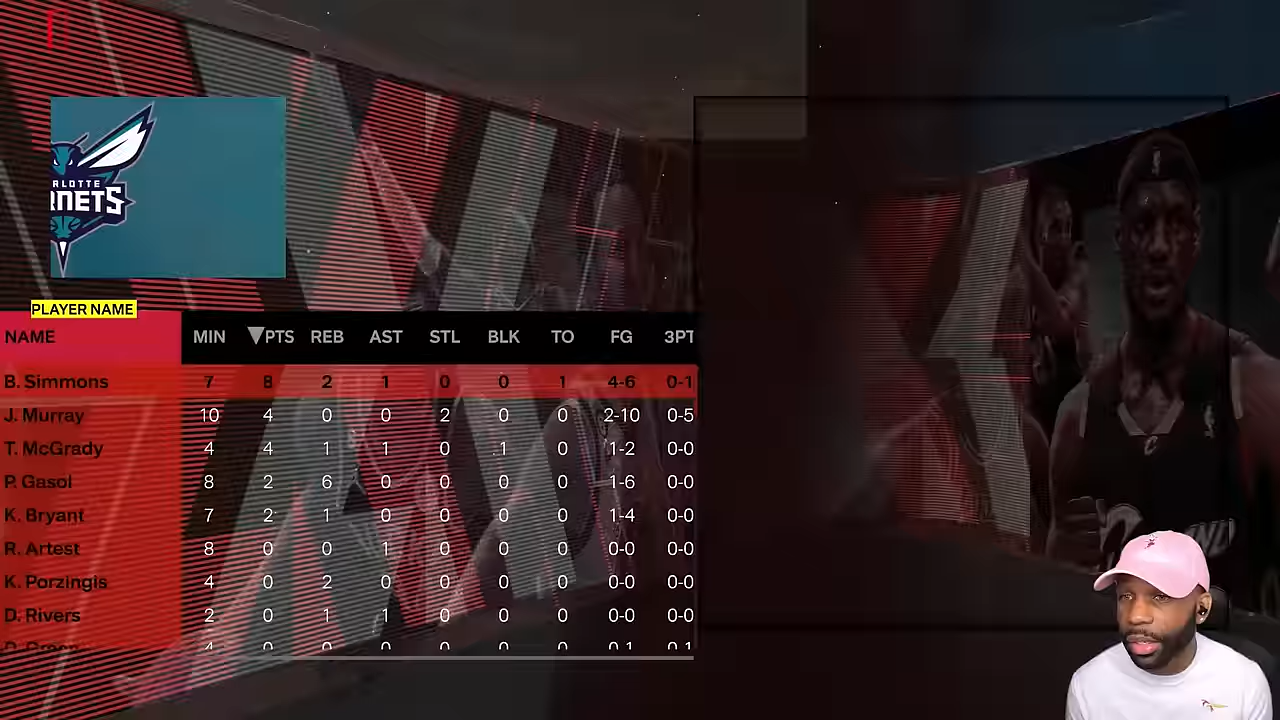 RLOTTE
RNETS
PLAYER NAME
NAME MIN ▼PTS REB AST STL BLK TO FG 3PT
B. Simmons 7 8 2 1 0 0 1 4-6 0-1
J. Murray 10 4 0 0 2 0 0 2-10 0-5
T. McGrady 4 4 1 1 0 1 0 1-2 0-0
P. Gasol 8 2 6 0 0 0 0 1-6 0-0
K. Bryant 7 2 1 0 0 0 0 1-4 0-0
R. Artest 8 0 0 1 0 0 0 0-0 0-0
K. Porzingis 4 0 2 0 0 0 0 0-0 0-0
D. Rivers 2 0 1 1 0 0 0 0-0 0-0